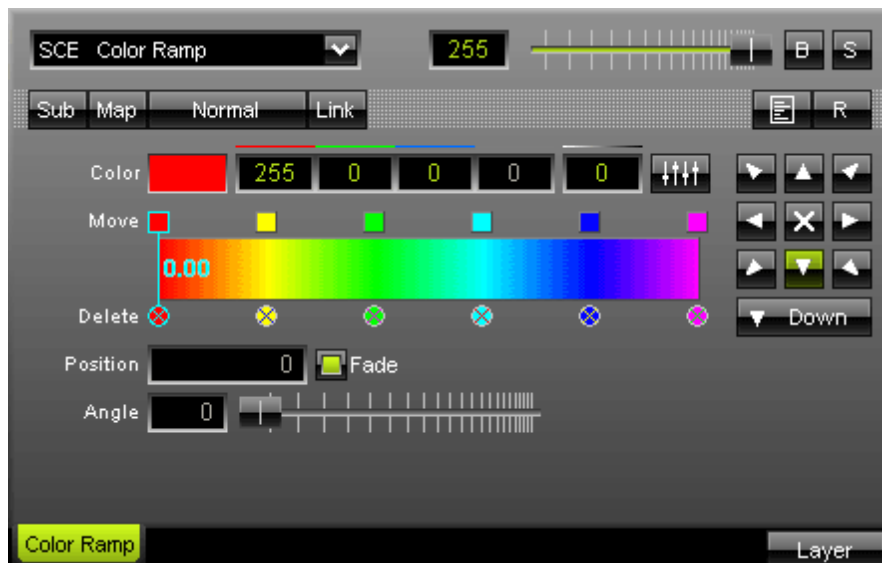 SCE Color Ramp 255 B S
Sub Map Normal Link R
Color 255 0 0 0 0
Move
0.00
Delete Down
Position 0 Fade
Angle 0
Color Ramp Layer